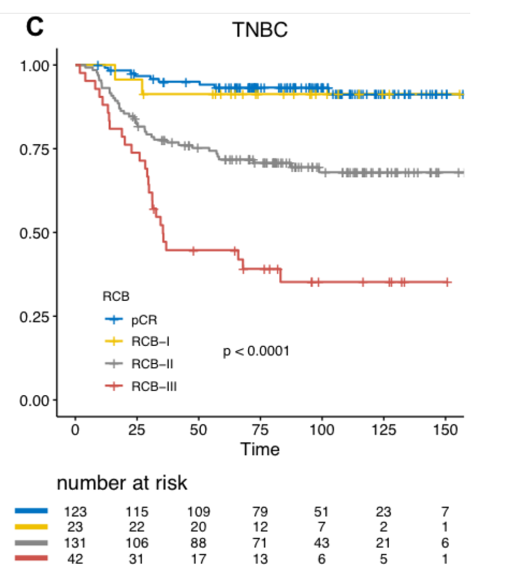 C
TNBC
1.00
0.75
0.50
0.25
0.00
RCB
pCR
RCB-I
RCB-II
RCB-III
p < 0.0001
0 25 50 75 100 125 150
Time
number at risk
123 115 109 79 51 23 7
23 22 20 12 7 2 1
131 106 88 71 43 21 6
42 31 17 13 6 5 1